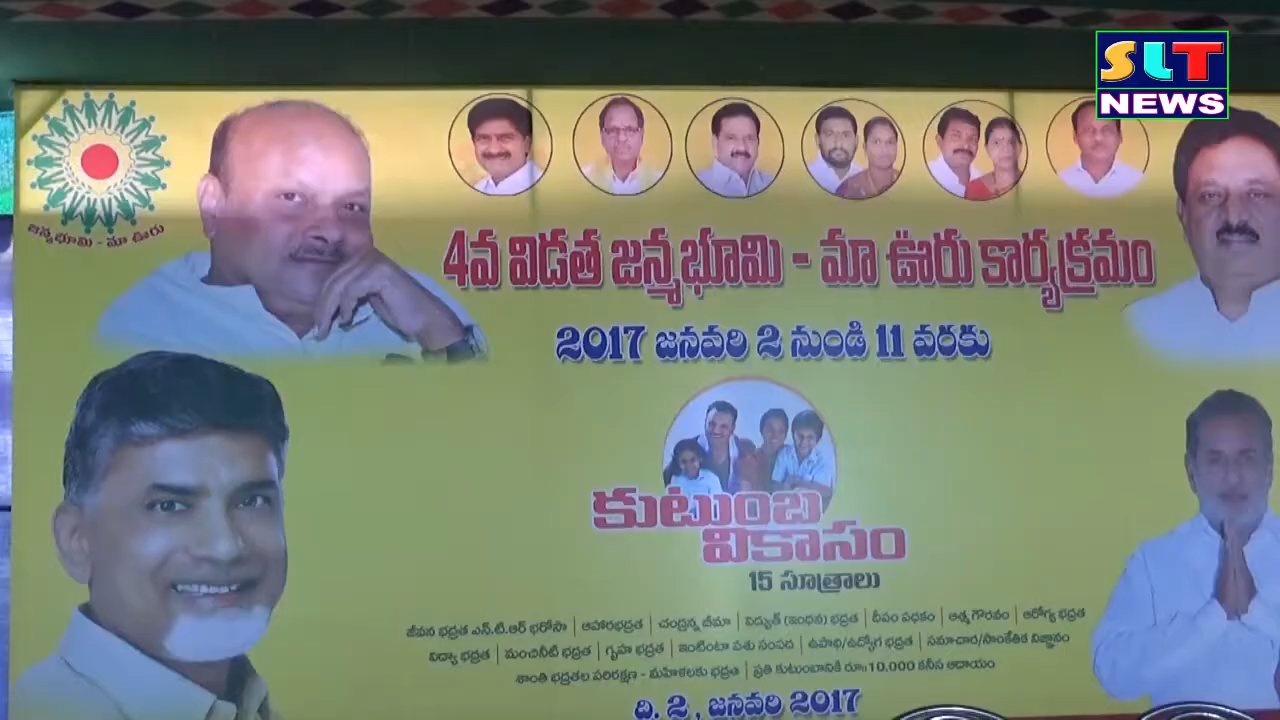 SLT
NEWS
జన్మభూమి - మా ఊరు
4వ విడత జన్మభూమి - మా ఊరు కార్యక్రమం
2017 జనవరి 2 నుండి 11 వరకు
కుటుంబ
వికాసం
15 సూత్రాలు
జీవన భద్రత ఎన్.టి.ఆర్ భరోసా | ఆహారభద్రత | చంద్రన్న బీమా | విద్యుత్ (ఇంధన) భద్రత | దీపం పధకం | ఆత్మ గౌరవం | ఆరోగ్య భద్రత
విద్యా భద్రత | మంచినీటి భద్రత | గృహ భద్రత | ఇంటింటా పశు సంపద | ఉపాధి/ఉద్యోగ భద్రత | సమాచార/సాంకేతిక విజ్ఞానం
శాంతి భద్రతల పరిరక్షణ - మహిళలకు భద్రత | ప్రతి కుటుంబానికి రూ॥10,000 కనీస ఆదాయం
ది. 2, జనవరి 2017